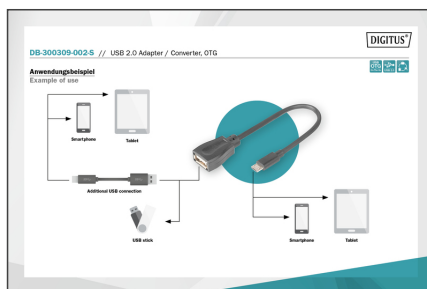 DIGITUS®
DB-300309-002-S // USB 2.0 Adapter / Converter, OTG
Anwendungsbeispiel
Example of use
OTG
Smartphone
Tablet
Additional USB connection
USB stick
Smartphone
Tablet